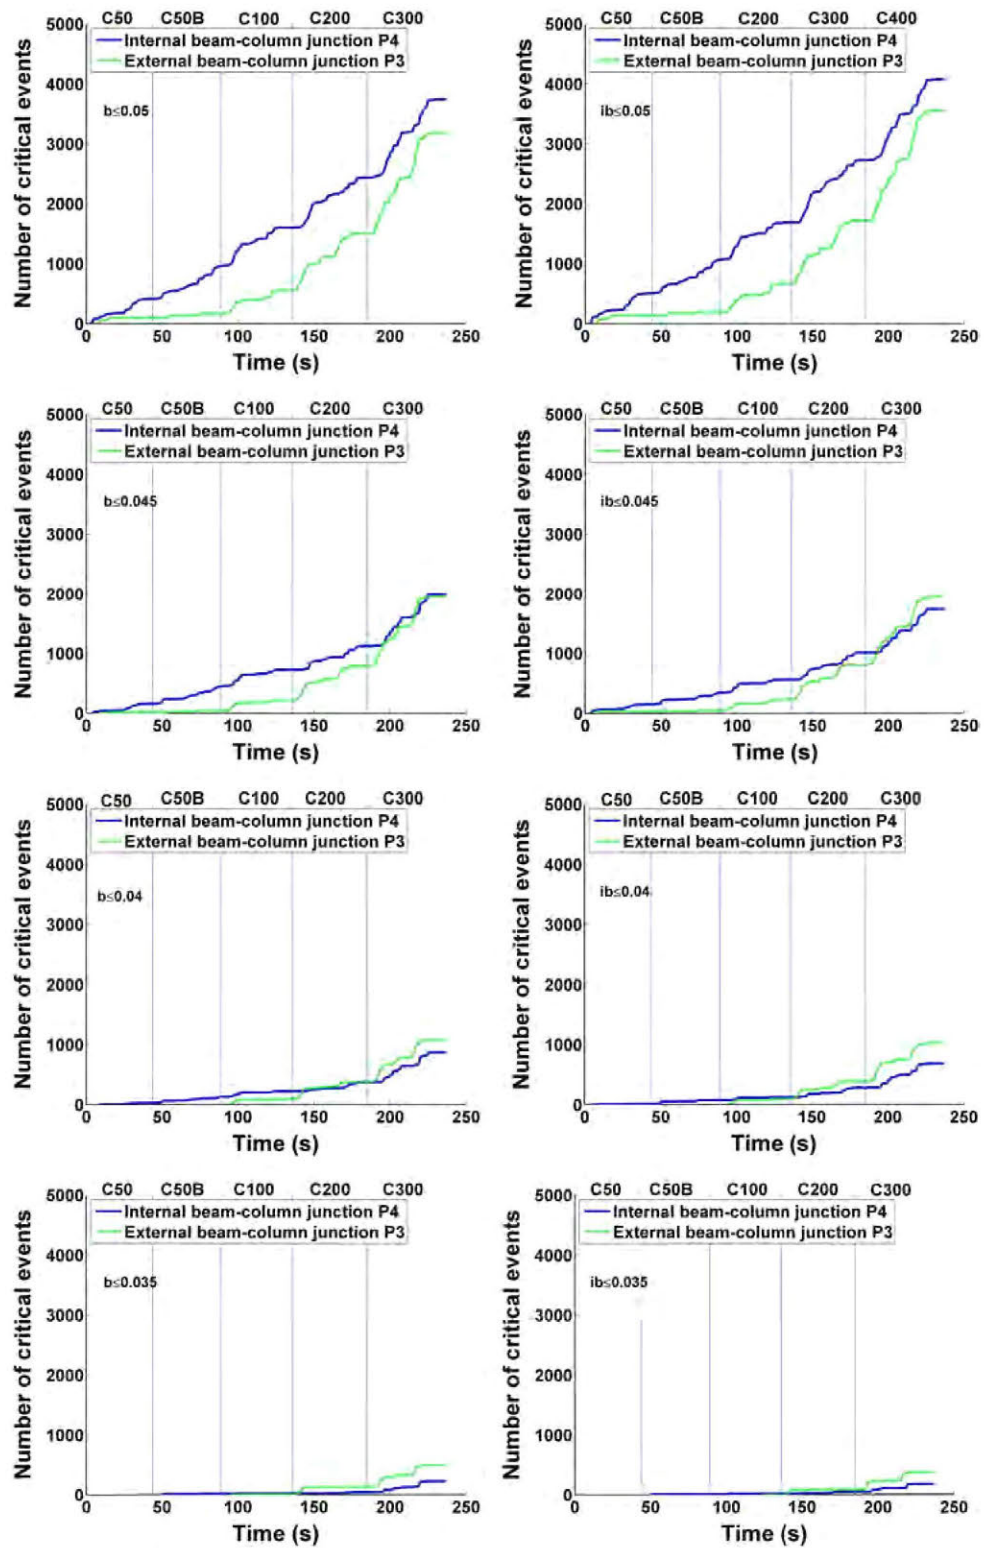 C50 C50B C100 C200 C300
5000
Internal beam-column junction P4
External beam-column junction P3
4000
b≤0.05
3000
2000
1000
0
0 50 100 150 200 250
Time (s)
Number of critical events
C50 C50B C200 C300 C400
5000
Internal beam-column junction P4
External beam-column junction P3
4000
ib≤0.05
3000
2000
1000
0
0 50 100 150 200 250
Time (s)
Number of critical events
C50 C50B C100 C200 C300
5000
Internal beam-column junction P4
External beam-column junction P3
4000
b≤0.045
3000
2000
1000
0
0 50 100 150 200 250
Time (s)
Number of critical events
C50 C50B C100 C200 C300
5000
Internal beam-column junction P4
External beam-column junction P3
4000
ib≤0.045
3000
2000
1000
0
0 50 100 150 200 250
Time (s)
Number of critical events
C50 C50B C100 C200 C300
5000
Internal beam-column junction P4
External beam-column junction P3
4000
b≤0.04
3000
2000
1000
0
0 50 100 150 200 250
Time (s)
Number of critical events
C50 C50B C100 C200 C300
5000
Internal beam-column junction P4
External beam-column junction P3
4000
ib≤0.04
3000
2000
1000
0
0 50 100 150 200 250
Time (s)
Number of critical events
C50 C50B C100 C200 C300
5000
Internal beam-column junction P4
External beam-column junction P3
4000
b≤0.035
3000
2000
1000
0
0 50 100 150 200 250
Time (s)
Number of critical events
C50 C50B C100 C200 C300
5000
Internal beam-column junction P4
External beam-column junction P3
4000
ib≤0.035
3000
2000
1000
0
0 50 100 150 200 250
Time (s)
Number of critical events